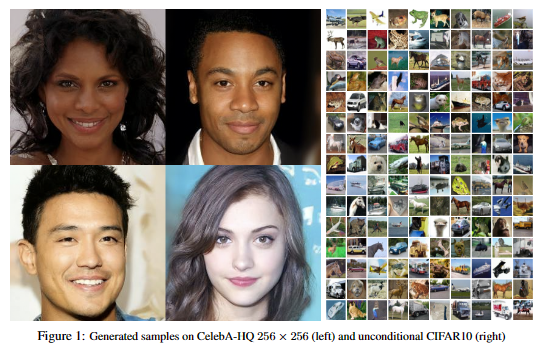 Figure 1: Generated samples on CelebA-HQ 256 × 256 (left) and unconditional CIFAR10 (right)